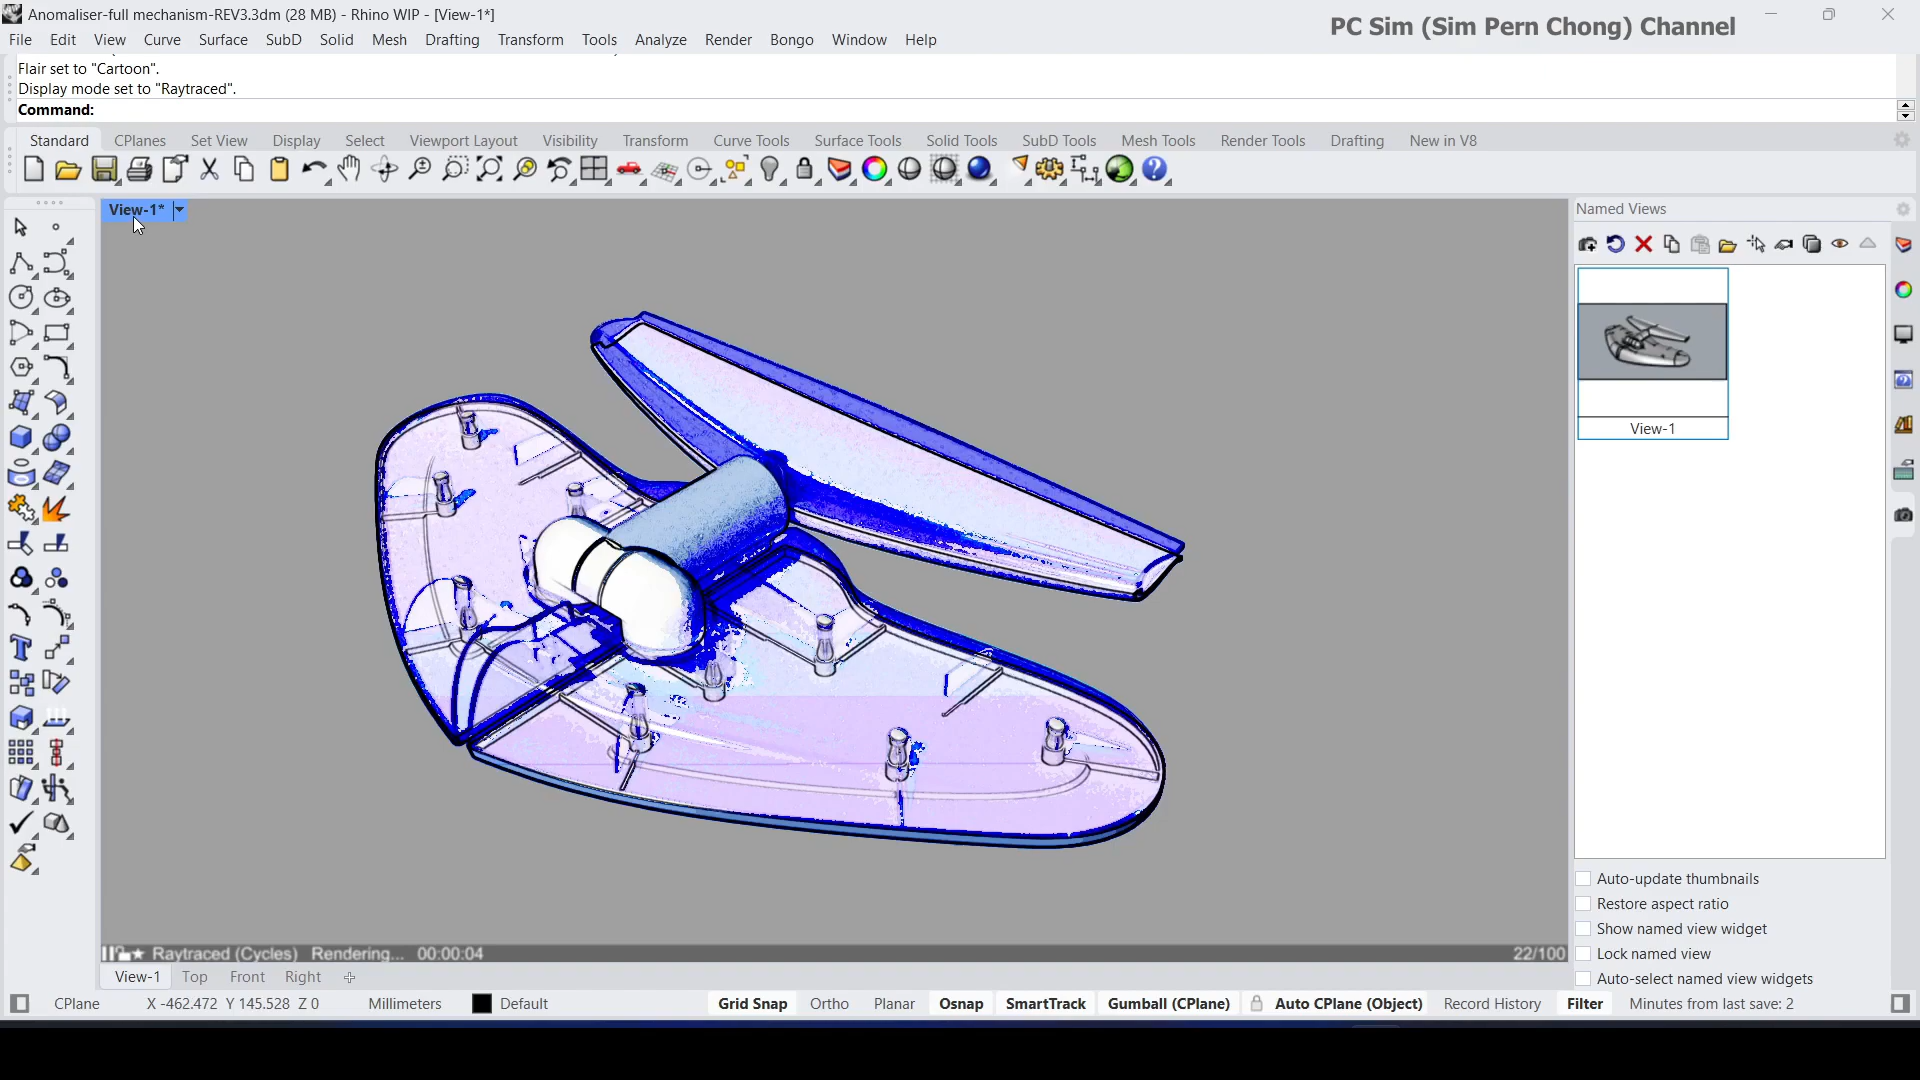 Anomaliser-full mechanism-REV3.3dm (28 MB) - Rhino WIP - [View-1*]
PC Sim (Sim Pern Chong) Channel
File Edit View Curve Surface SubD Solid Mesh Drafting Transform Tools Analyze Render Bongo Window Help
Flair set to "Cartoon".
Display mode set to "Raytraced".
Command:
Standard CPlanes Set View Display Select Viewport Layout Visibility Transform Curve Tools Surface Tools Solid Tools SubD Tools Mesh Tools Render Tools Drafting New in V8
View-1*
Named Views
View-1
Auto-update thumbnails
Restore aspect ratio
Show named view widget
Lock named view
Auto-select named view widgets
Raytraced (Cycles) Rendering... 00:00:04 22/100
View-1 Top Front Right
CPlane X -462.472 Y 145.528 Z 0 Millimeters Default Grid Snap Ortho Planar Osnap SmartTrack Gumball (CPlane) Auto CPlane (Object) Record History Filter Minutes from last save: 2